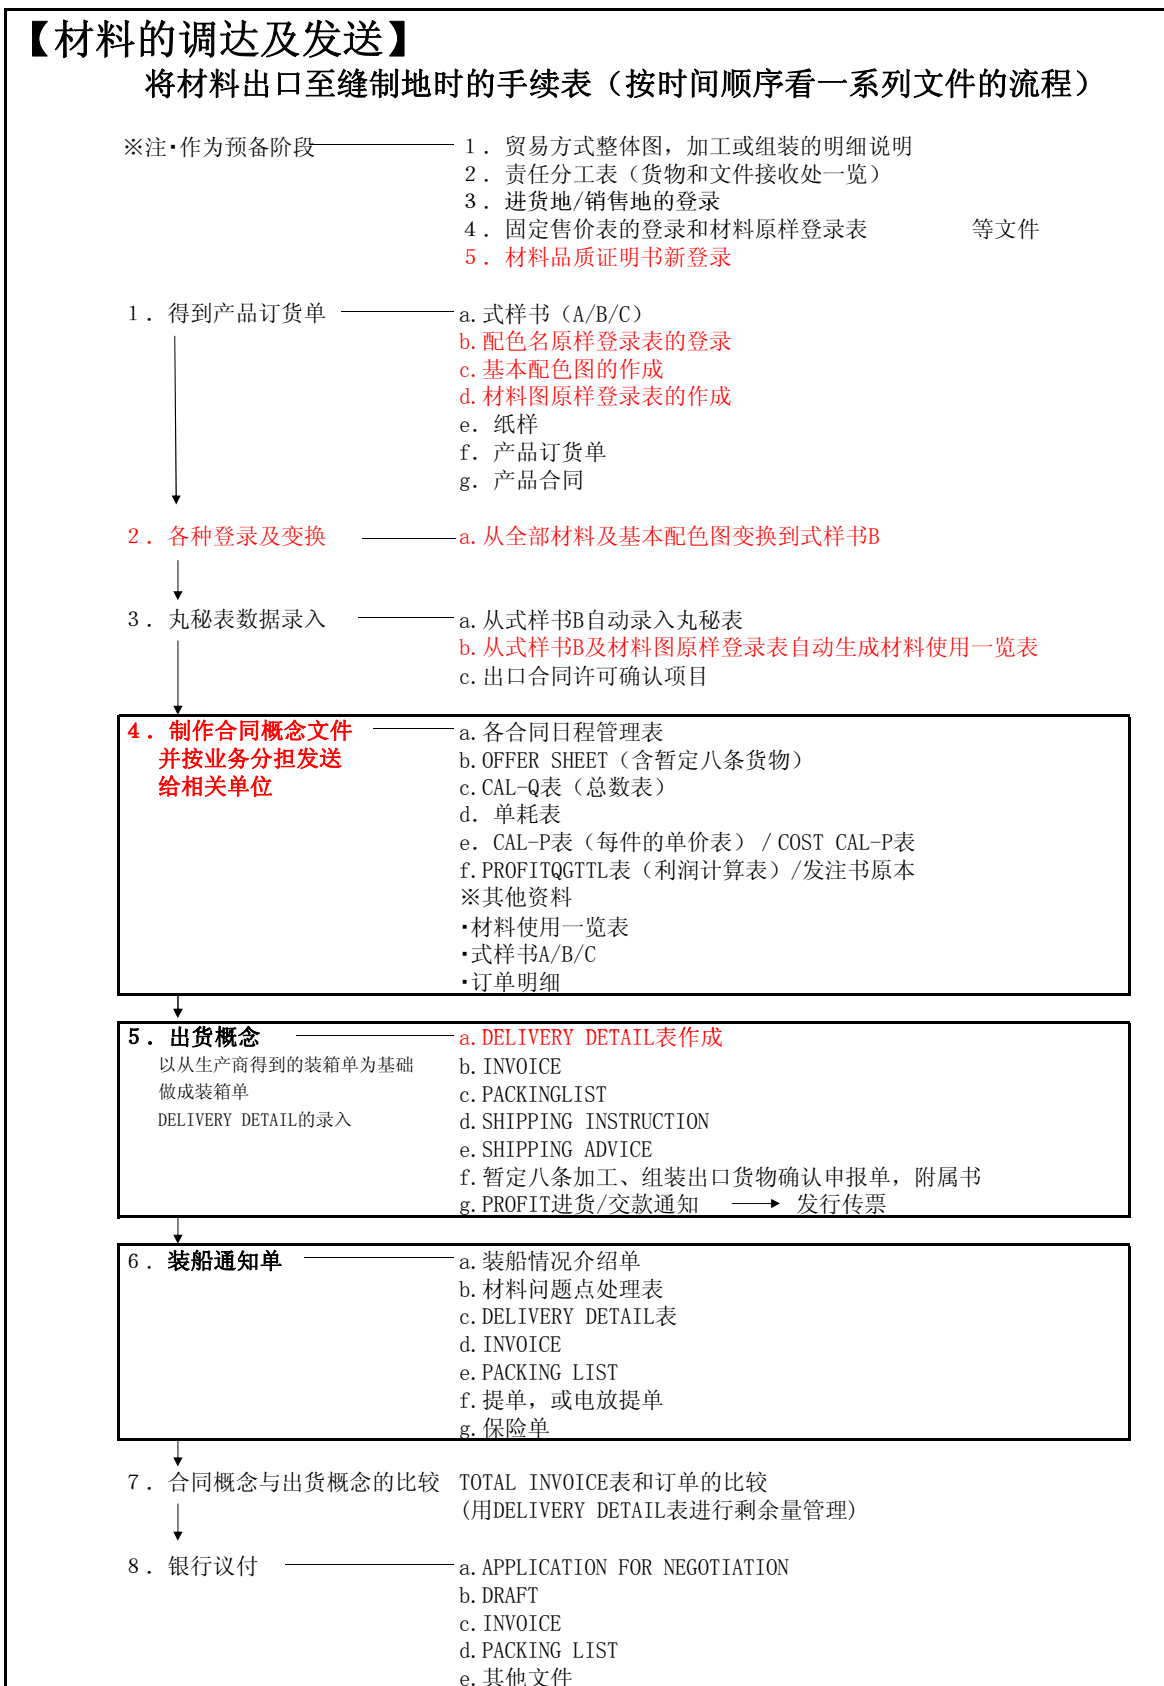 【材料的调达及发送】
将材料出口至缝制地时的手续表（按时间顺序看一系列文件的流程）
※注・作为预备阶段
１．贸易方式整体图，加工或组装的明细说明
２．责任分工表（货物和文件接收处一览）
３．进货地/销售地的登录
４．固定售价表的登录和材料原样登录表 等文件
５．材料品质证明书新登录
１．得到产品订货单
a.式样书（A/B/C）
b.配色名原样登录表的登录
c.基本配色图的作成
d.材料图原样登录表的作成
e．纸样
f．产品订货单
g．产品合同
２．各种登录及变换
a.从全部材料及基本配色图变换到式样书B
３．丸秘表数据录入
a.从式样书B自动录入丸秘表
b.从式样书B及材料图原样登录表自动生成材料使用一览表
c.出口合同许可确认项目
４．制作合同概念文件
并按业务分担发送
给相关单位
a.各合同日程管理表
b.OFFER SHEET（含暂定八条货物）
c.CAL-Q表（总数表）
d．单耗表
e．CAL-P表（每件的单价表）/COST CAL-P表
f.PROFITQGTTL表（利润计算表）/发注书原本
※其他资料
・材料使用一览表
・式样书A/B/C
・订单明细
５．出货概念
以从生产商得到的装箱单为基础
做成装箱单
DELIVERY DETAIL的录入
a.DELIVERY DETAIL表作成
b.INVOICE
c.PACKINGLIST
d.SHIPPING INSTRUCTION
e.SHIPPING ADVICE
f.暂定八条加工、组装出口货物确认申报单，附属书
g.PROFIT进货/交款通知 发行传票
６．装船通知单
a.装船情况介绍单
b.材料问题点处理表
c.DELIVERY DETAIL表
d.INVOICE
e.PACKING LIST
f.提单，或电放提单
g.保险单
７．合同概念与出货概念的比较
TOTAL INVOICE表和订单的比较
(用DELIVERY DETAIL表进行剩余量管理)
８．银行议付
a.APPLICATION FOR NEGOTIATION
b.DRAFT
c.INVOICE
d.PACKING LIST
e.其他文件